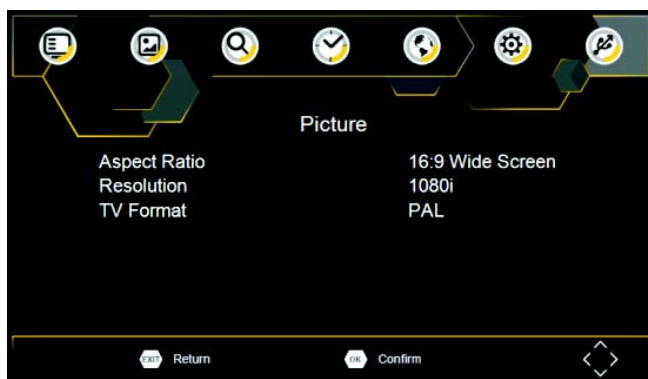 Picture
Aspect Ratio 16:9 Wide Screen
Resolution 1080i
TV Format PAL
EXIT Return OK Confirm